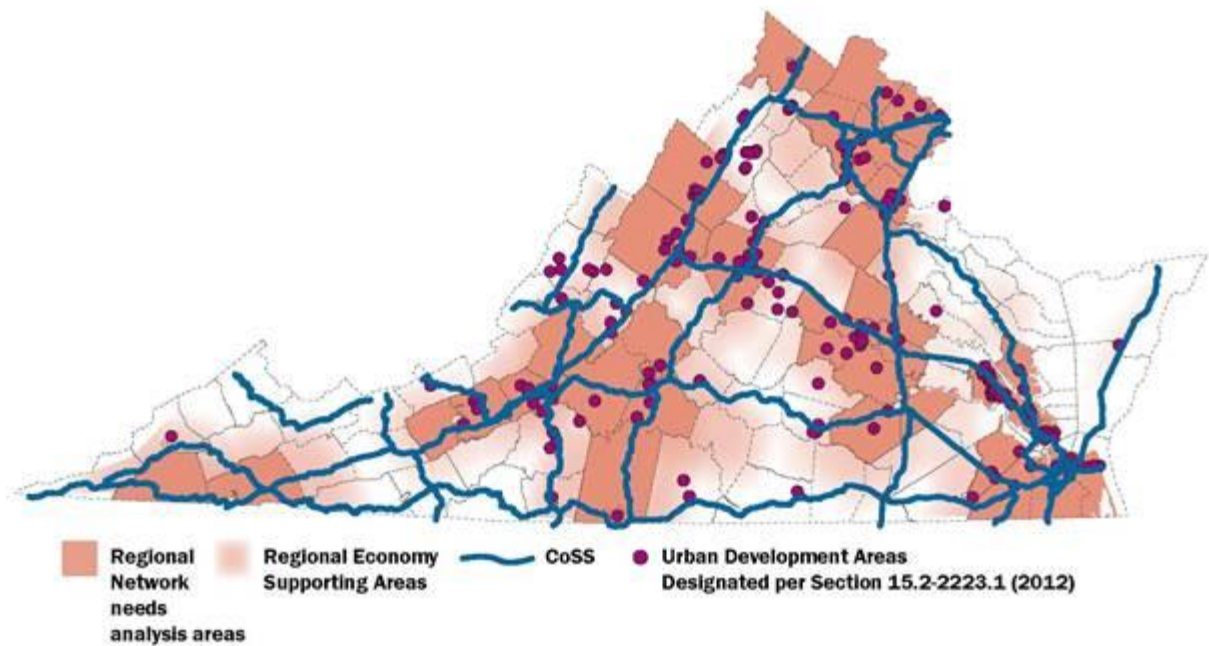 Regional
Network
needs
analysis areas
Regional Economy
Supporting Areas
CoSS
Urban Development Areas
Designated per Section 15.2-2223.1 (2012)